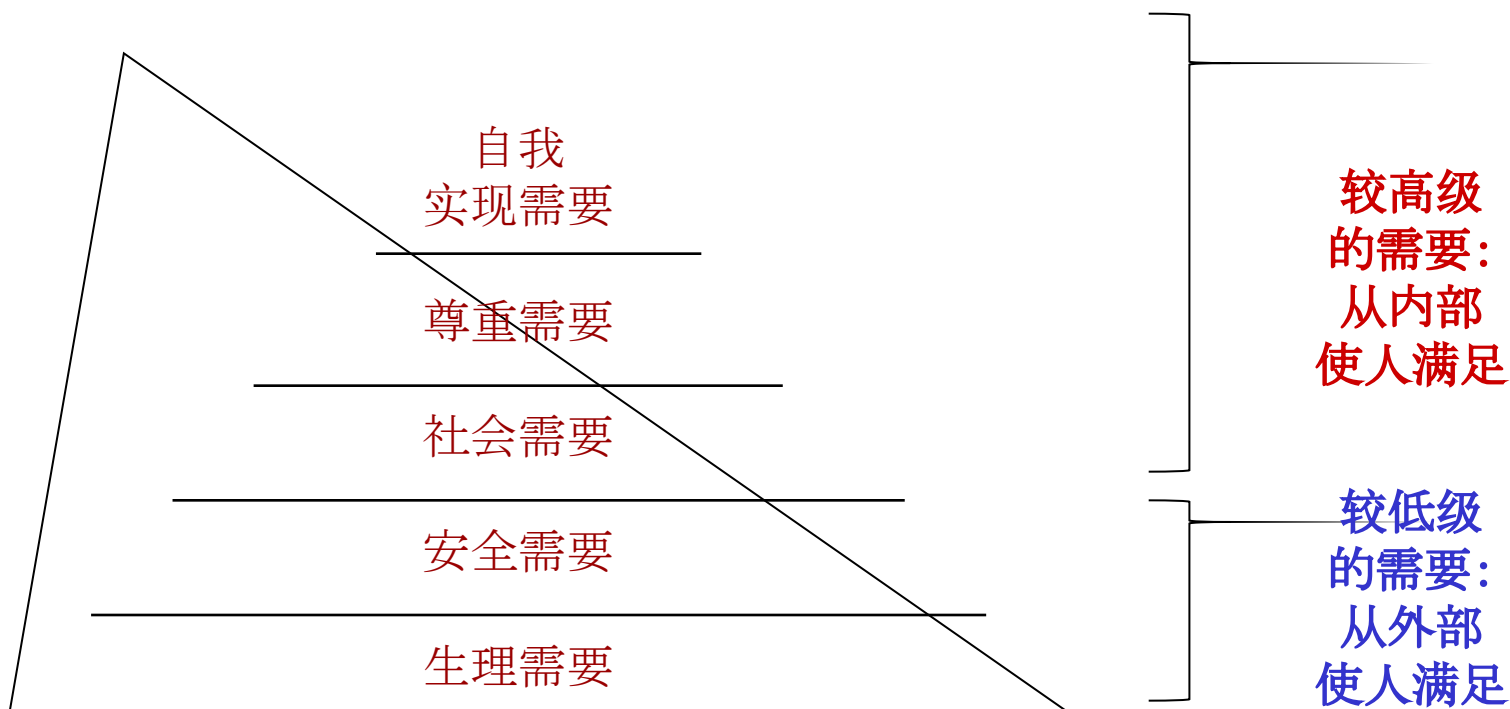 自我
实现需要
尊重需要
社会需要
安全需要
生理需要
较高级
的需要:
从内部
使人满足
较低级
的需要:
从外部
使人满足